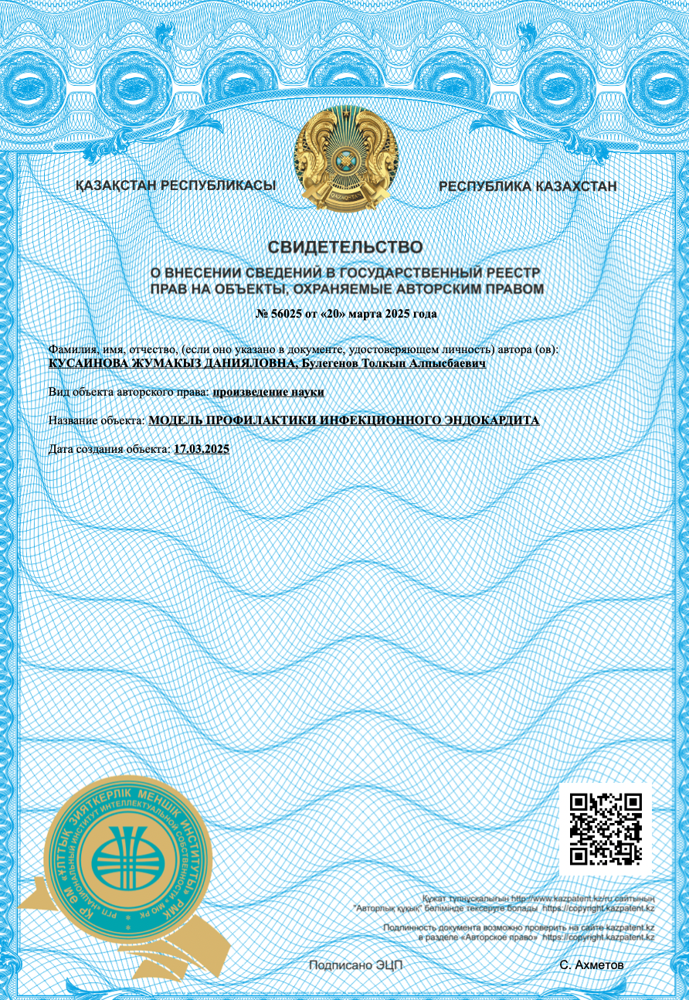 ҚАЗАҚСТАН РЕСПУБЛИКАСЫ
РЕСПУБЛИКА КАЗАХСТАН
QAZAQSTAN
СВИДЕТЕЛЬСТВО
О ВНЕСЕНИИ СВЕДЕНИЙ В ГОСУДАРСТВЕННЫЙ РЕЕСТР
ПРАВ НА ОБЪЕКТЫ, ОХРАНЯЕМЫЕ АВТОРСКИМ ПРАВОМ
№ 56025 от «20» марта 2025 года
Фамилия, имя, отчество, (если оно указано в документе, удостоверяющем личность) автора (ов):
КУСАИНОВА ЖУМАКЫЗ ДАНИЯЛОВНА, Булегенов Толкын Алпысбаевич
Вид объекта авторского права: произведение науки
Название объекта: МОДЕЛЬ ПРОФИЛАКТИКИ ИНФЕКЦИОННОГО ЭНДОКАРДИТА
Дата создания объекта: 17.03.2025
ҚР ӘМ «ҰЛТТЫҚ ЗИЯТКЕРЛІК МЕНШІК ИНСТИТУТЫ» РМК
РГП «НАЦИОНАЛЬНЫЙ ИНСТИТУТ ИНТЕЛЛЕКТУАЛЬНОЙ СОБСТВЕННОСТИ» МЮ РК
Құжат түпнұсқалығын http://www.kazpatent.kz/ru сайтының
"Авторлық құқық" бөлімінде тексеруге болады https://copyright.kazpatent.kz
Подлинность документа возможно проверить на сайте kazpatent.kz
в разделе «Авторское право» https://copyright.kazpatent.kz
Подписано ЭЦП
С. Ахметов